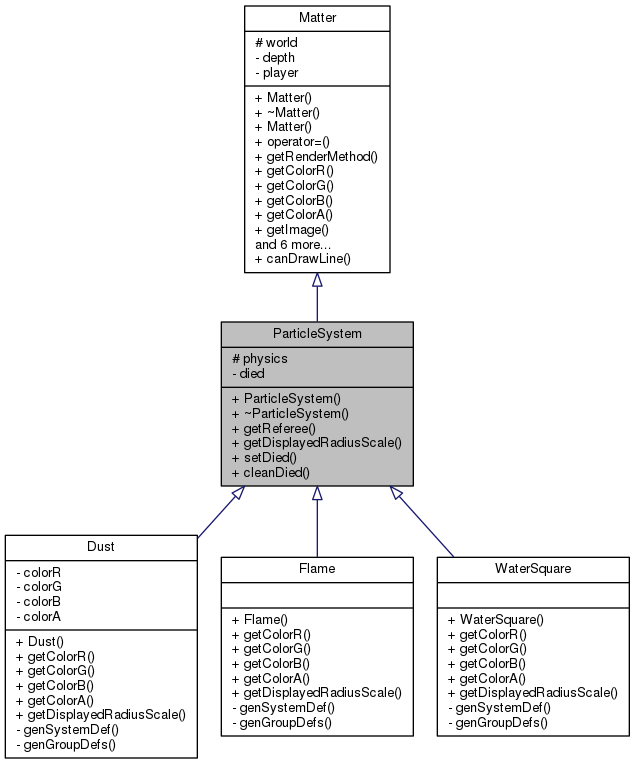 Matter
# world
- depth
- player
+ Matter()
+ ~Matter()
+ Matter()
+ operator=()
+ getRenderMethod()
+ getColorR()
+ getColorG()
+ getColorB()
+ getColorA()
+ getImage()
and 6 more...
+ canDrawLine()
ParticleSystem
# physics
- died
+ ParticleSystem()
+ ~ParticleSystem()
+ getReferee()
+ getDisplayedRadiusScale()
+ setDied()
+ cleanDied()
Dust
- colorR
- colorG
- colorB
- colorA
+ Dust()
+ getColorR()
+ getColorG()
+ getColorB()
+ getColorA()
+ getDisplayedRadiusScale()
- genSystemDef()
- genGroupDefs()
Flame
+ Flame()
+ getColorR()
+ getColorG()
+ getColorB()
+ getColorA()
+ getDisplayedRadiusScale()
- genSystemDef()
- genGroupDefs()
WaterSquare
+ WaterSquare()
+ getColorR()
+ getColorG()
+ getColorB()
+ getColorA()
+ getDisplayedRadiusScale()
- genSystemDef()
- genGroupDefs()